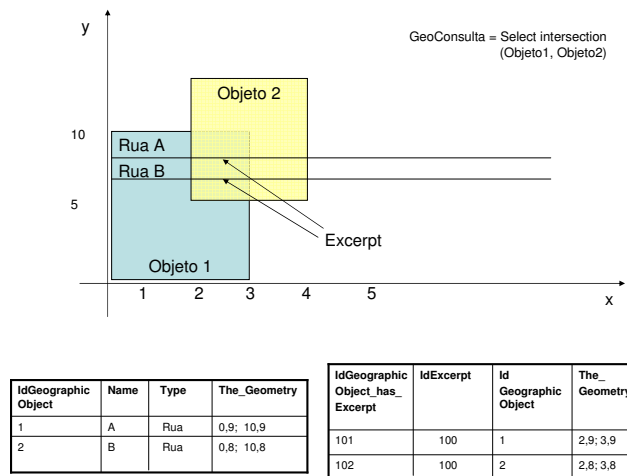 y
GeoConsulta = Select intersection
(Objeto1, Objeto2)
Objeto 2
10
Rua A
Rua B
5
Excerpt
Objeto 1
1 2 3 4 5
x
IdGeographic Object Name Type The_Geometry
1 A Rua 0,9; 10,9
2 B Rua 0,8; 10,8
IdGeographic Object_has_ Excerpt IdExcerpt Id Geographic Object The_ Geometry
101 100 1 2,9; 3,9
102 100 2 2,8; 3,8